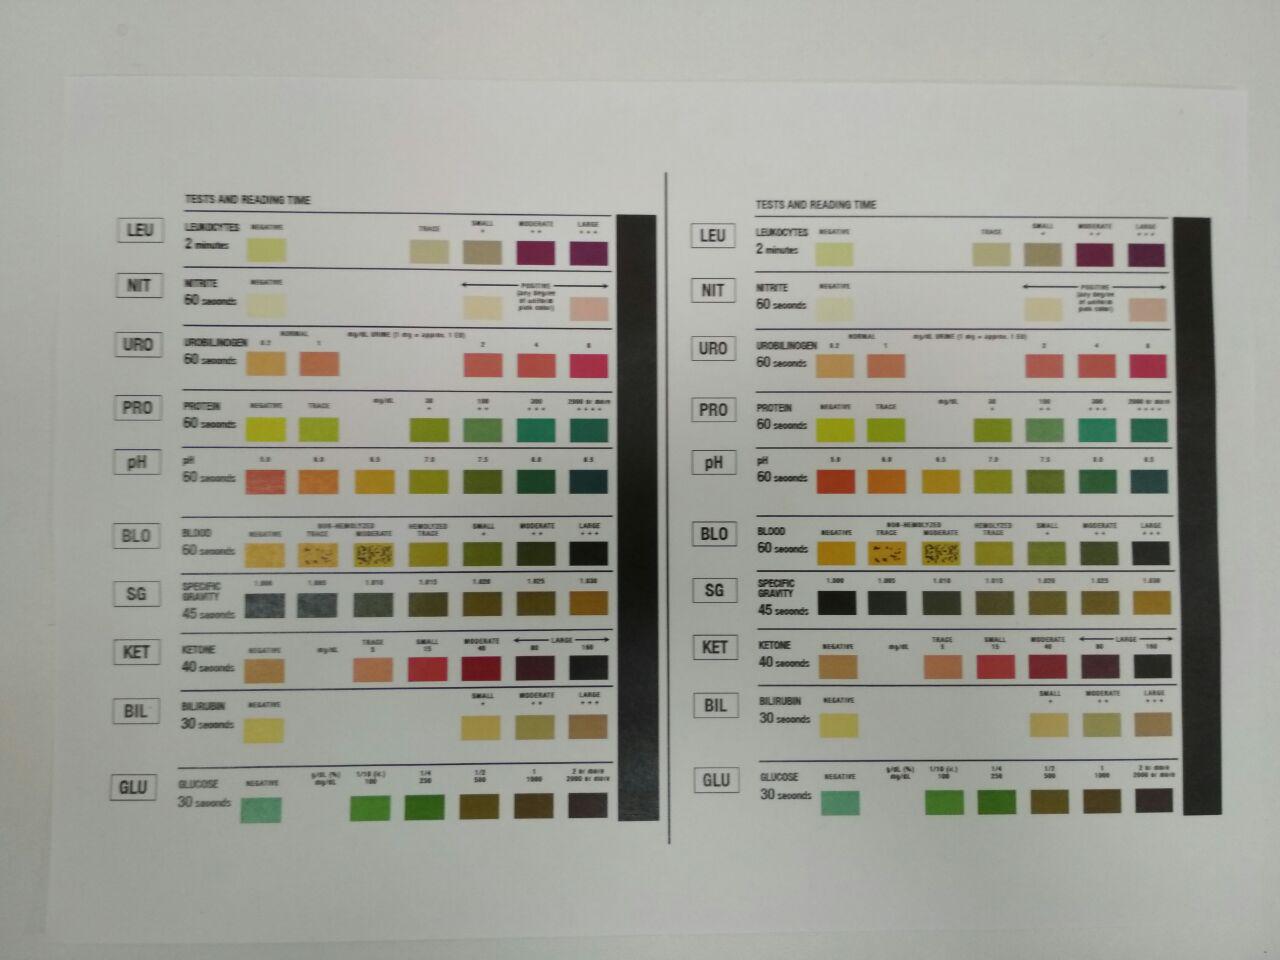 TESTS AND READING TIME
LEU
LEUKOCYTES
2 minutes
NEGATIVE
TRACE
SMALL
+
MODERATE
+ +
LARGE
+ + +
NIT
NITRITE
60 seconds
NEGATIVE
POSITIVE
(any degree
of uniform
pink color)
URO
UROBILINOGEN
60 seconds
NORMAL
mg/dL URINE (1 mg = approx. 1 EU)
0.2 1 2 4 8
PRO
PROTEIN
60 seconds
NEGATIVE TRACE mg/dL 30 100 300 2000 or more
+ + + + + + + + + +
pH
pH
60 seconds
5.0 6.0 6.5 7.0 7.5 8.0 8.5
BLO
BLOOD
60 seconds
NON-HEMOLYZED HEMOLYZED SMALL MODERATE LARGE
NEGATIVE TRACE MODERATE TRACE + + + + + +
SG
SPECIFIC
GRAVITY
45 seconds
1.000 1.005 1.010 1.015 1.020 1.025 1.030
KET
KETONE
40 seconds
TRACE SMALL MODERATE LARGE
NEGATIVE mg/dL 5 15 40 80 160
BIL
BILIRUBIN
30 seconds
NEGATIVE SMALL MODERATE LARGE
+ + + + + +
GLU
GLUCOSE
30 seconds
g/dL (%) 1/10 (tr.) 1/4 1/2 1 2 or more
NEGATIVE mg/dL 100 250 500 1000 2000 or more
TESTS AND READING TIME
LEU
LEUKOCYTES
2 minutes
NEGATIVE
TRACE
SMALL
+
MODERATE
+ +
LARGE
+ + +
NIT
NITRITE
60 seconds
NEGATIVE
POSITIVE
(any degree
of uniform
pink color)
URO
UROBILINOGEN
60 seconds
NORMAL
mg/dL URINE (1 mg = approx. 1 EU)
0.2 1 2 4 8
PRO
PROTEIN
60 seconds
NEGATIVE TRACE mg/dL 30 100 300 2000 or more
+ + + + + + + + + +
pH
pH
60 seconds
5.0 6.0 6.5 7.0 7.5 8.0 8.5
BLO
BLOOD
60 seconds
NON-HEMOLYZED HEMOLYZED SMALL MODERATE LARGE
NEGATIVE TRACE MODERATE TRACE + + + + + +
SG
SPECIFIC
GRAVITY
45 seconds
1.000 1.005 1.010 1.015 1.020 1.025 1.030
KET
KETONE
40 seconds
TRACE SMALL MODERATE LARGE
NEGATIVE mg/dL 5 15 40 80 160
BIL
BILIRUBIN
30 seconds
NEGATIVE SMALL MODERATE LARGE
+ + + + + +
GLU
GLUCOSE
30 seconds
g/dL (%) 1/10 (tr.) 1/4 1/2 1 2 or more
NEGATIVE mg/dL 100 250 500 1000 2000 or more